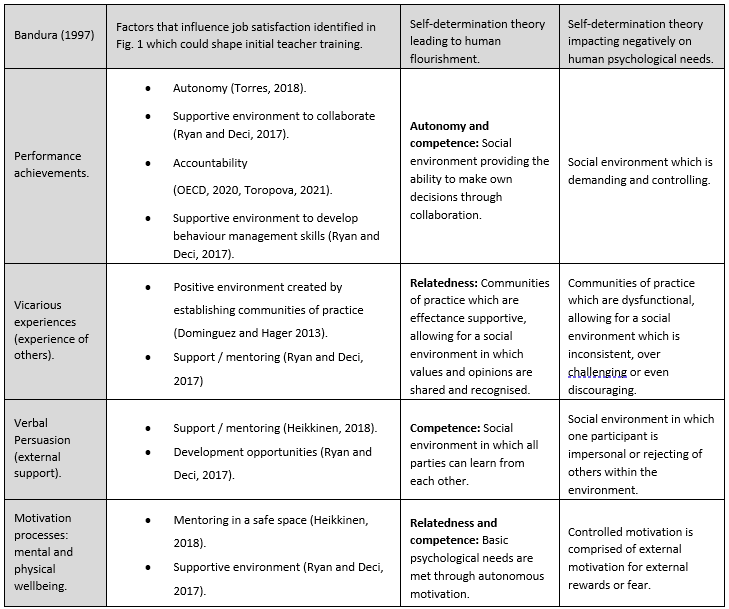 Bandura (1997)
Factors that influence job satisfaction identified in
Fig. 1 which could shape initial teacher training.
Self-determination theory
leading to human
flourishment.
Self-determination theory
impacting negatively on
human psychological needs.
Performance
achievements.
• Autonomy (Torres, 2018).
• Supportive environment to collaborate
(Ryan and Deci, 2017).
• Accountability
(OECD, 2020, Toropova, 2021).
• Supportive environment to develop
behaviour management skills (Ryan and
Deci, 2017).
Autonomy and
competence: Social
environment providing the
ability to make own
decisions through
collaboration.
Social environment which is
demanding and controlling.
Vicarious
experiences
(experience of
others).
• Positive environment created by
establishing communities of practice
(Dominguez and Hager 2013).
• Support / mentoring (Ryan and Deci,
2017)
Relatedness: Communities
of practice which are
effectance supportive,
allowing for a social
environment in which
values and opinions are
shared and recognised.
Communities of practice
which are dysfunctional,
allowing for a social
environment which is
inconsistent, over
challenging or even
discouraging.
Verbal
Persuasion
(external
support).
• Support / mentoring (Heikkinen, 2018).
• Development opportunities (Ryan and
Deci, 2017).
Competence: Social
environment in which all
parties can learn from
each other.
Social environment in which
one participant is
impersonal or rejecting of
others within the
environment.
Motivation
processes:
mental and
physical
wellbeing.
• Mentoring in a safe space (Heikkinen,
2018).
• Supportive environment (Ryan and Deci,
2017).
Relatedness and
competence: Basic
psychological needs are
met through autonomous
motivation.
Controlled motivation is
comprised of external
motivation for external
rewards or fear.